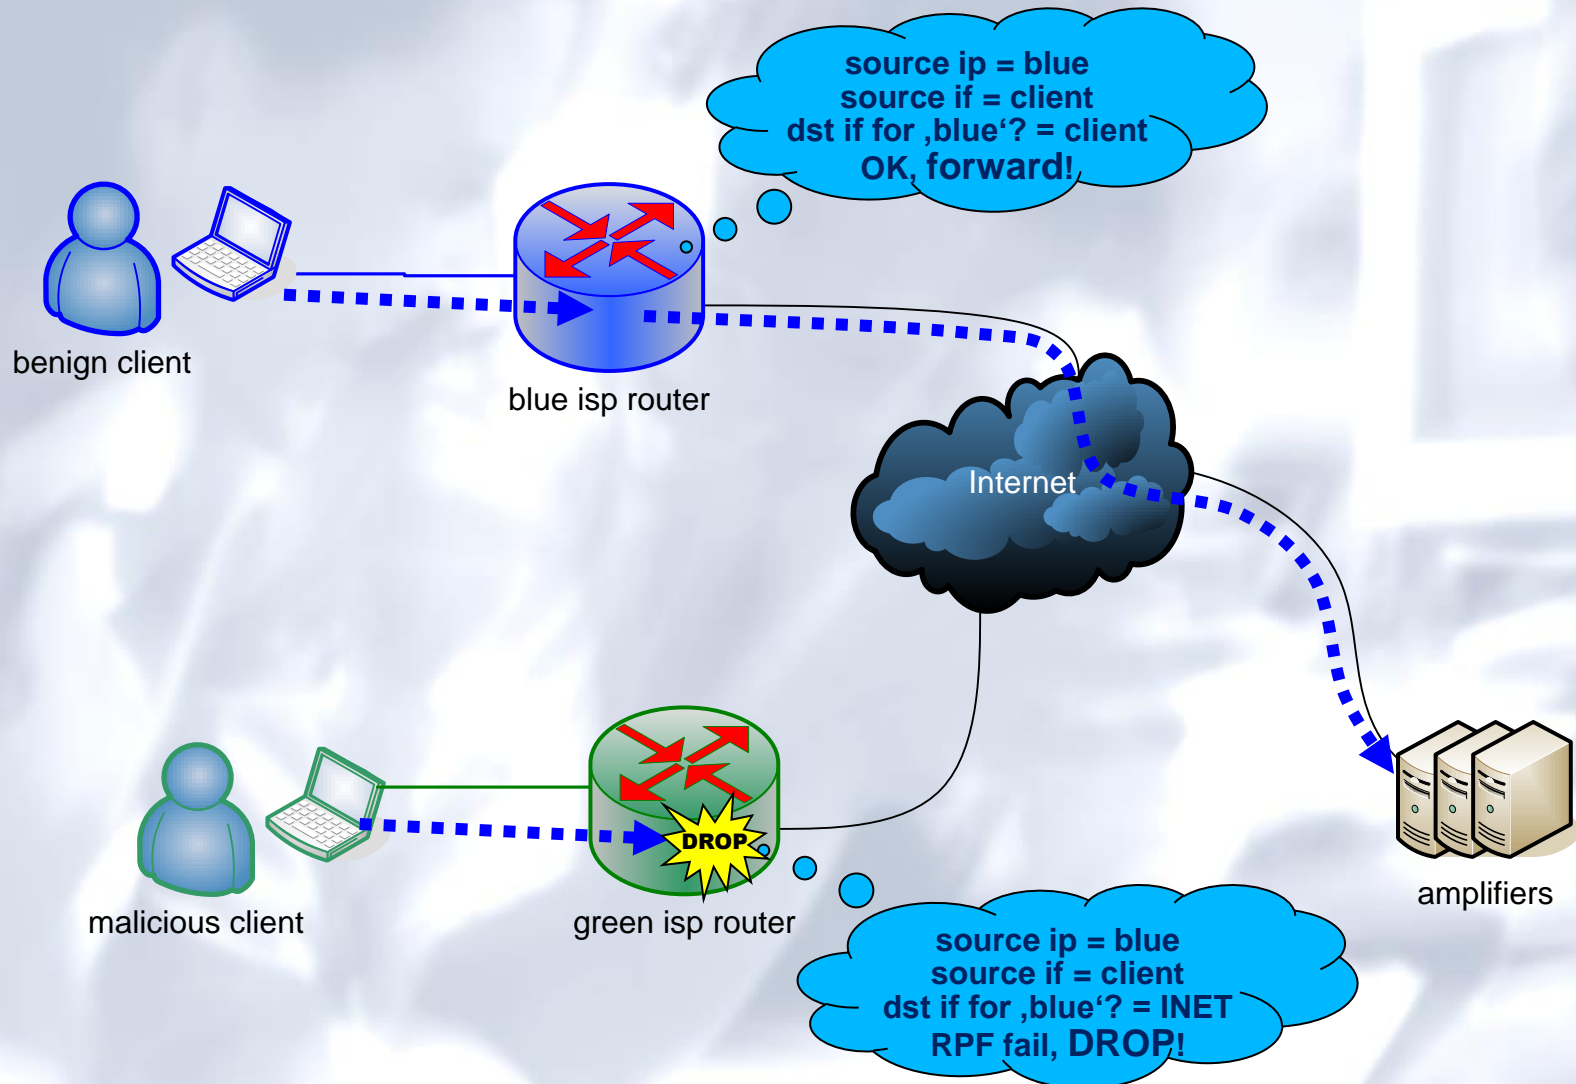 source ip = blue
source if = client
dst if for ‚blue‘? = client
OK, forward!
benign client
blue isp router
Internet
DROP
malicious client
green isp router
amplifiers
source ip = blue
source if = client
dst if for ‚blue‘? = INET
RPF fail, DROP!